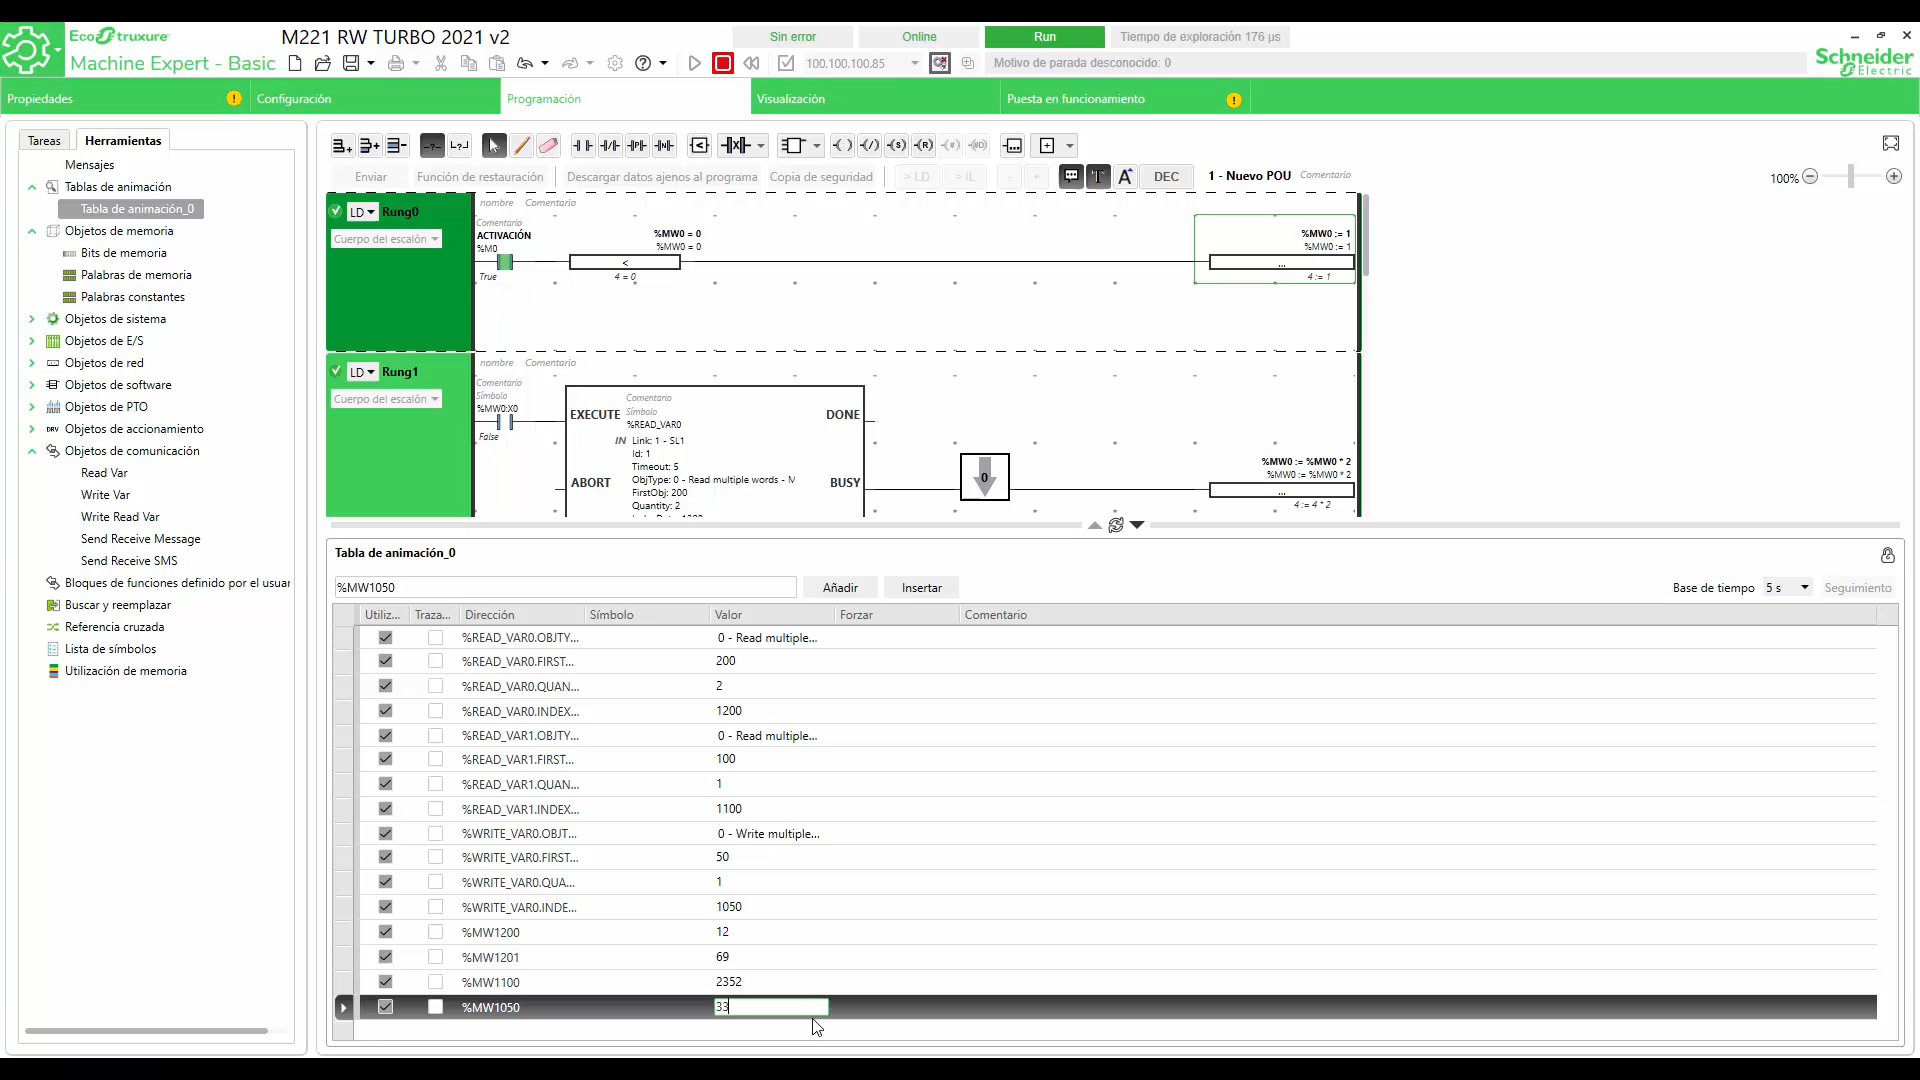 EcoStruxure
Machine Expert - Basic
M221 RW TURBO 2021 v2
Sin error
Online
Run
Tiempo de exploración 176 µs
100.100.100.85
Motivo de parada desconocido: 0
Schneider
Electric
Propiedades
Configuración
Programación
Visualización
Puesta en funcionamiento
Tareas
Herramientas
Mensajes
Tablas de animación
Tabla de animación_0
Objetos de memoria
Bits de memoria
Palabras de memoria
Palabras constantes
Objetos de sistema
Objetos de E/S
Objetos de red
Objetos de software
Objetos de PTO
Objetos de accionamiento
Objetos de comunicación
Read Var
Write Var
Write Read Var
Send Receive Message
Send Receive SMS
Bloques de funciones definido por el usuar
Buscar y reemplazar
Referencia cruzada
Lista de símbolos
Utilización de memoria
Enviar
Función de restauración
Descargar datos ajenos al programa
Copia de seguridad
> LD
> IL
DEC
1 - Nuevo POU
Comentario
100%
LD
Rung0
Cuerpo del escalón
nombre
Comentario
Comentario
ACTIVACIÓN
%M0
True
%MW0 = 0
%MW0 = 0
<
4 = 0
%MW0 := 1
%MW0 := 1
...
4 := 1
LD
Rung1
Cuerpo del escalón
nombre
Comentario
Comentario
Símbolo
%MW0:X0
False
Comentario
Símbolo
%READ_VAR0
EXECUTE
DONE
IN Link: 1 - SL1
Id: 1
Timeout: 5
ObjType: 0 - Read multiple words - M
FirstObj: 200
Quantity: 2
ABORT
BUSY
0
%MW0 := %MW0 * 2
%MW0 := %MW0 * 2
...
4 := 4 * 2
Tabla de animación_0
%MW1050
Añadir
Insertar
Base de tiempo
5 s
Seguimiento
Utiliz... Traza... Dirección Símbolo Valor Forzar Comentario
%READ_VAR0.OBJTY... 0 - Read multiple...
%READ_VAR0.FIRST... 200
%READ_VAR0.QUAN... 2
%READ_VAR0.INDEX... 1200
%READ_VAR1.OBJTY... 0 - Read multiple...
%READ_VAR1.FIRST... 100
%READ_VAR1.QUAN... 1
%READ_VAR1.INDEX... 1100
%WRITE_VAR0.OBJT... 0 - Write multiple...
%WRITE_VAR0.FIRST... 50
%WRITE_VAR0.QUA... 1
%WRITE_VAR0.INDE... 1050
%MW1200 12
%MW1201 69
%MW1100 2352
%MW1050 33